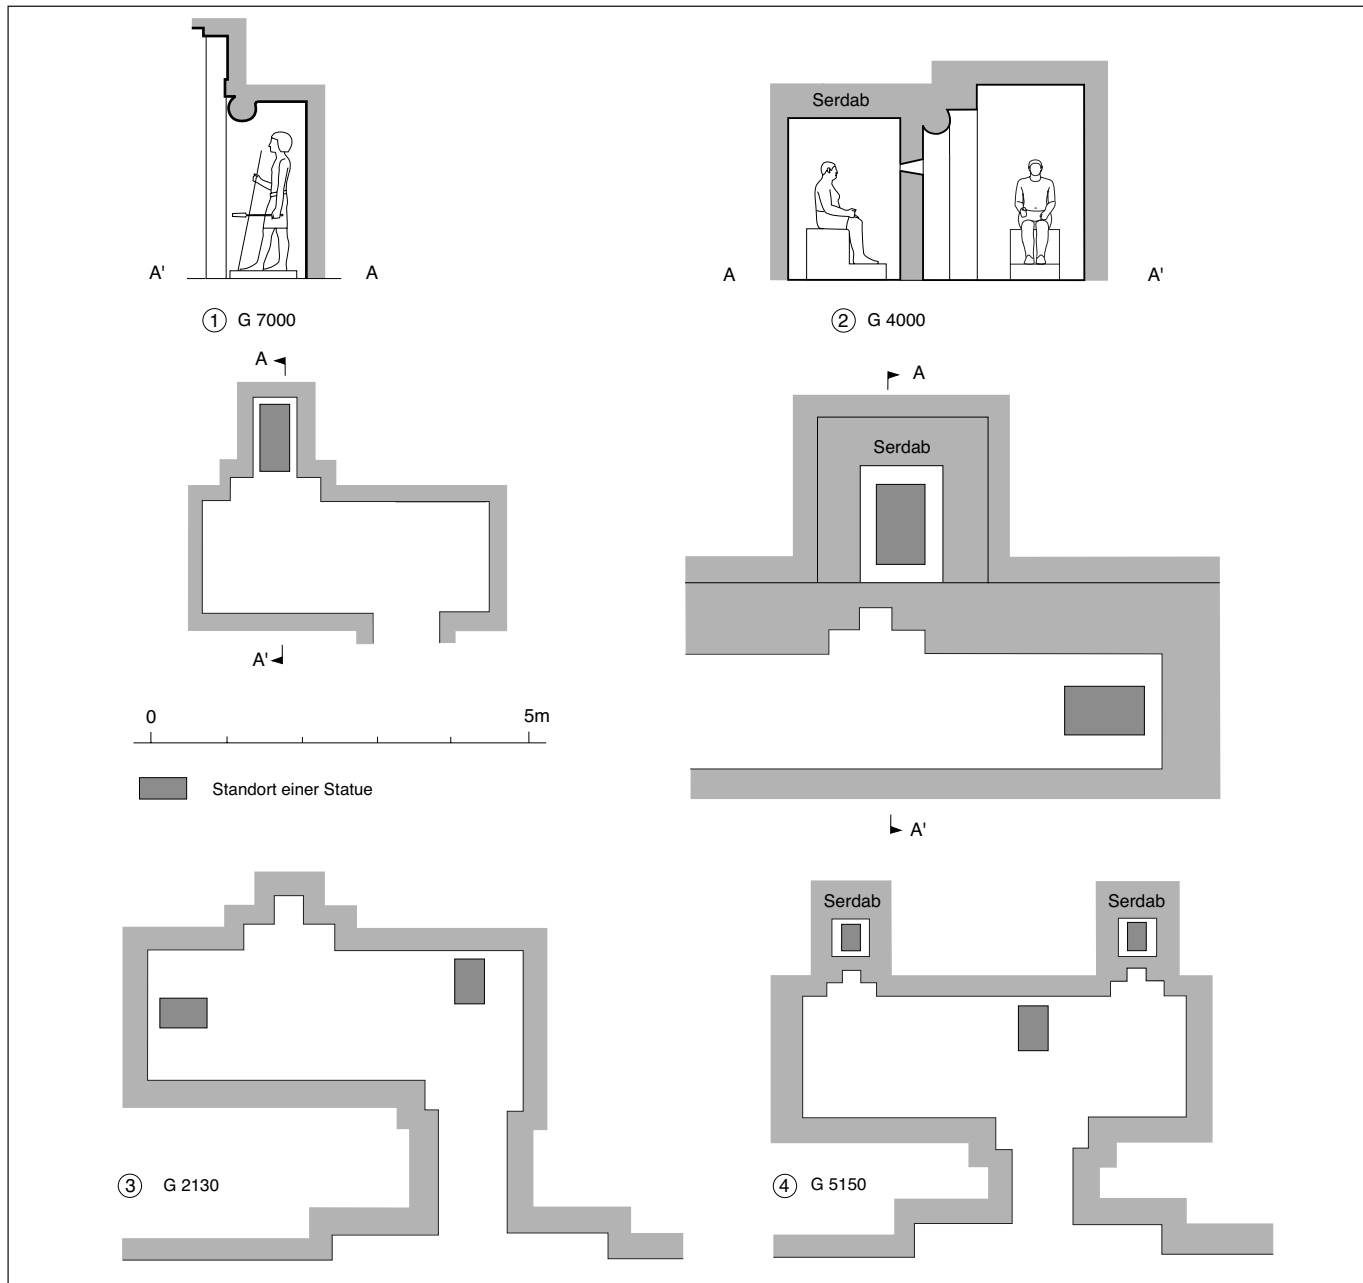 Serdab
A' A
A A'
1 G 7000
2 G 4000
A
A
Serdab
A'
0 5m
Standort einer Statue
A'
Serdab Serdab
3 G 2130
4 G 5150